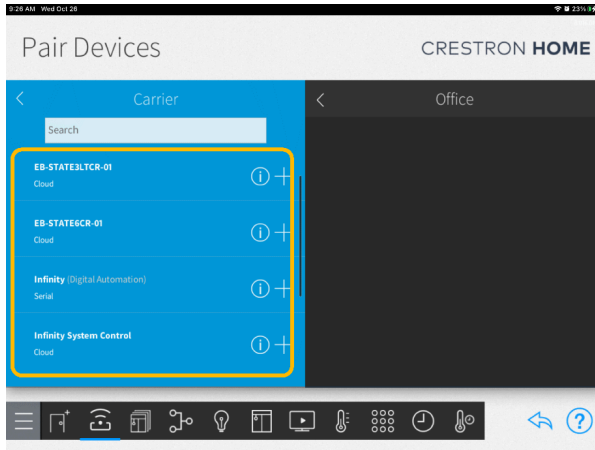 9:26 AM Wed Oct 26
23%
Pair Devices
CRESTRON HOME
Carrier
Office
Search
EB-STATE3LTCR-01
Cloud
EB-STATE6CR-01
Cloud
Infinity (Digital Automation)
Serial
Infinity System Control
Cloud